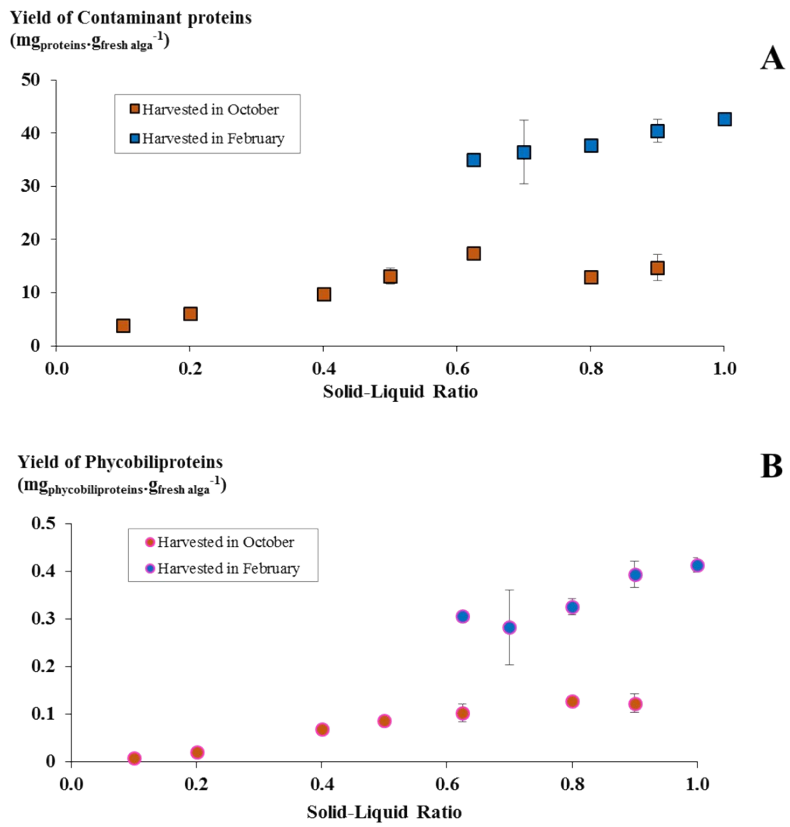 Yield of Contaminant proteins
(mgproteins.gfresh alga-1)
A
50
Harvested in October
40
Harvested in February
30
20
10
0
0.0 0.2 0.4 0.6 0.8 1.0
Solid-Liquid Ratio
Yield of Phycobiliproteins
(mgphycobiliproteins.gfresh alga-1)
B
0.5
Harvested in October
0.4
Harvested in February
0.3
0.2
0.1
0
0.0 0.2 0.4 0.6 0.8 1.0
Solid-Liquid Ratio